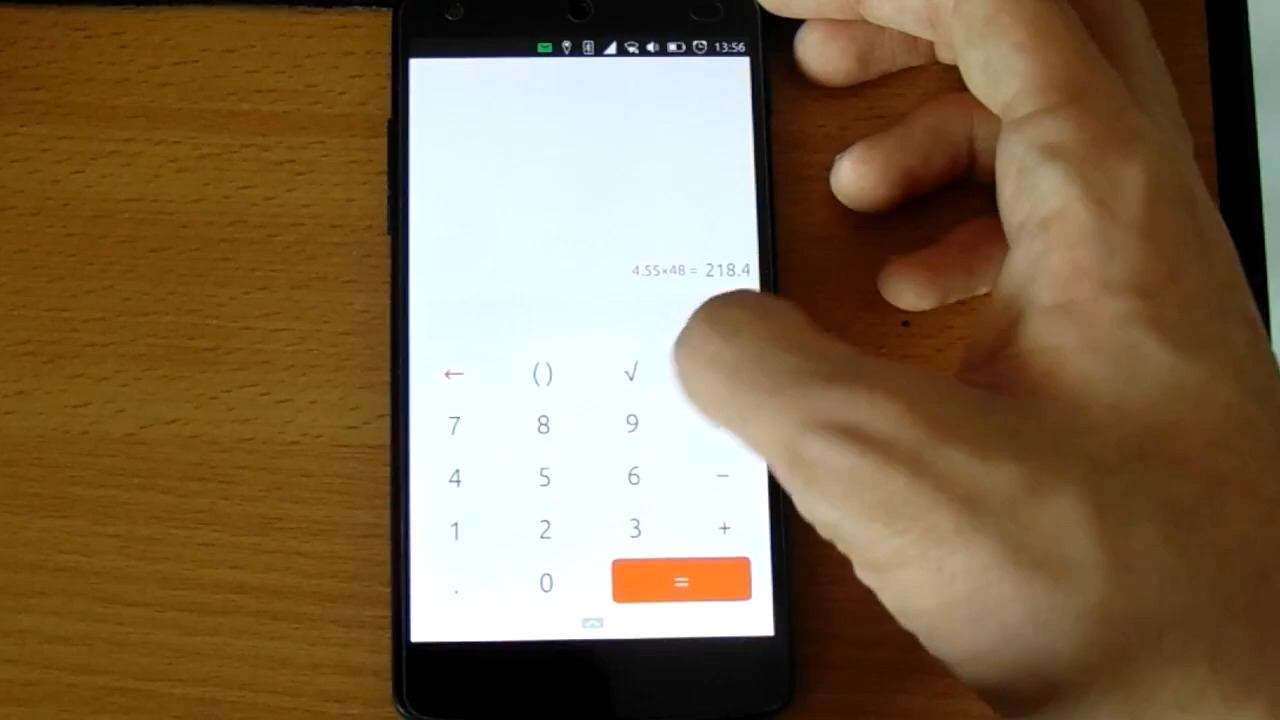 13:56
4.55×48 = 218.4
← () √
7 8 9
4 5 6 −
1 2 3 +
. 0 =